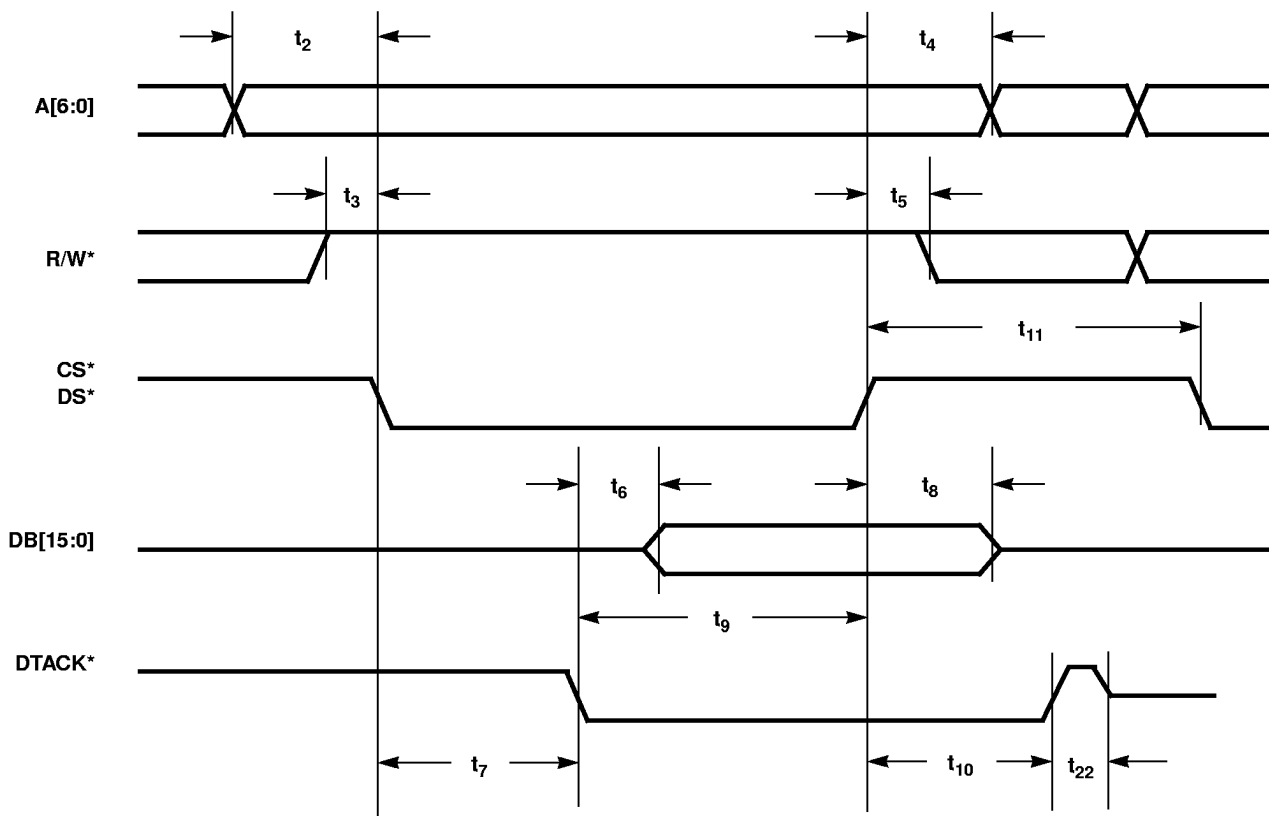 t2
t4
A[6:0]
t3
t5
R/W*
t11
CS*
DS*
t6
t8
DB[15:0]
t9
DTACK*
t7
t10
t22